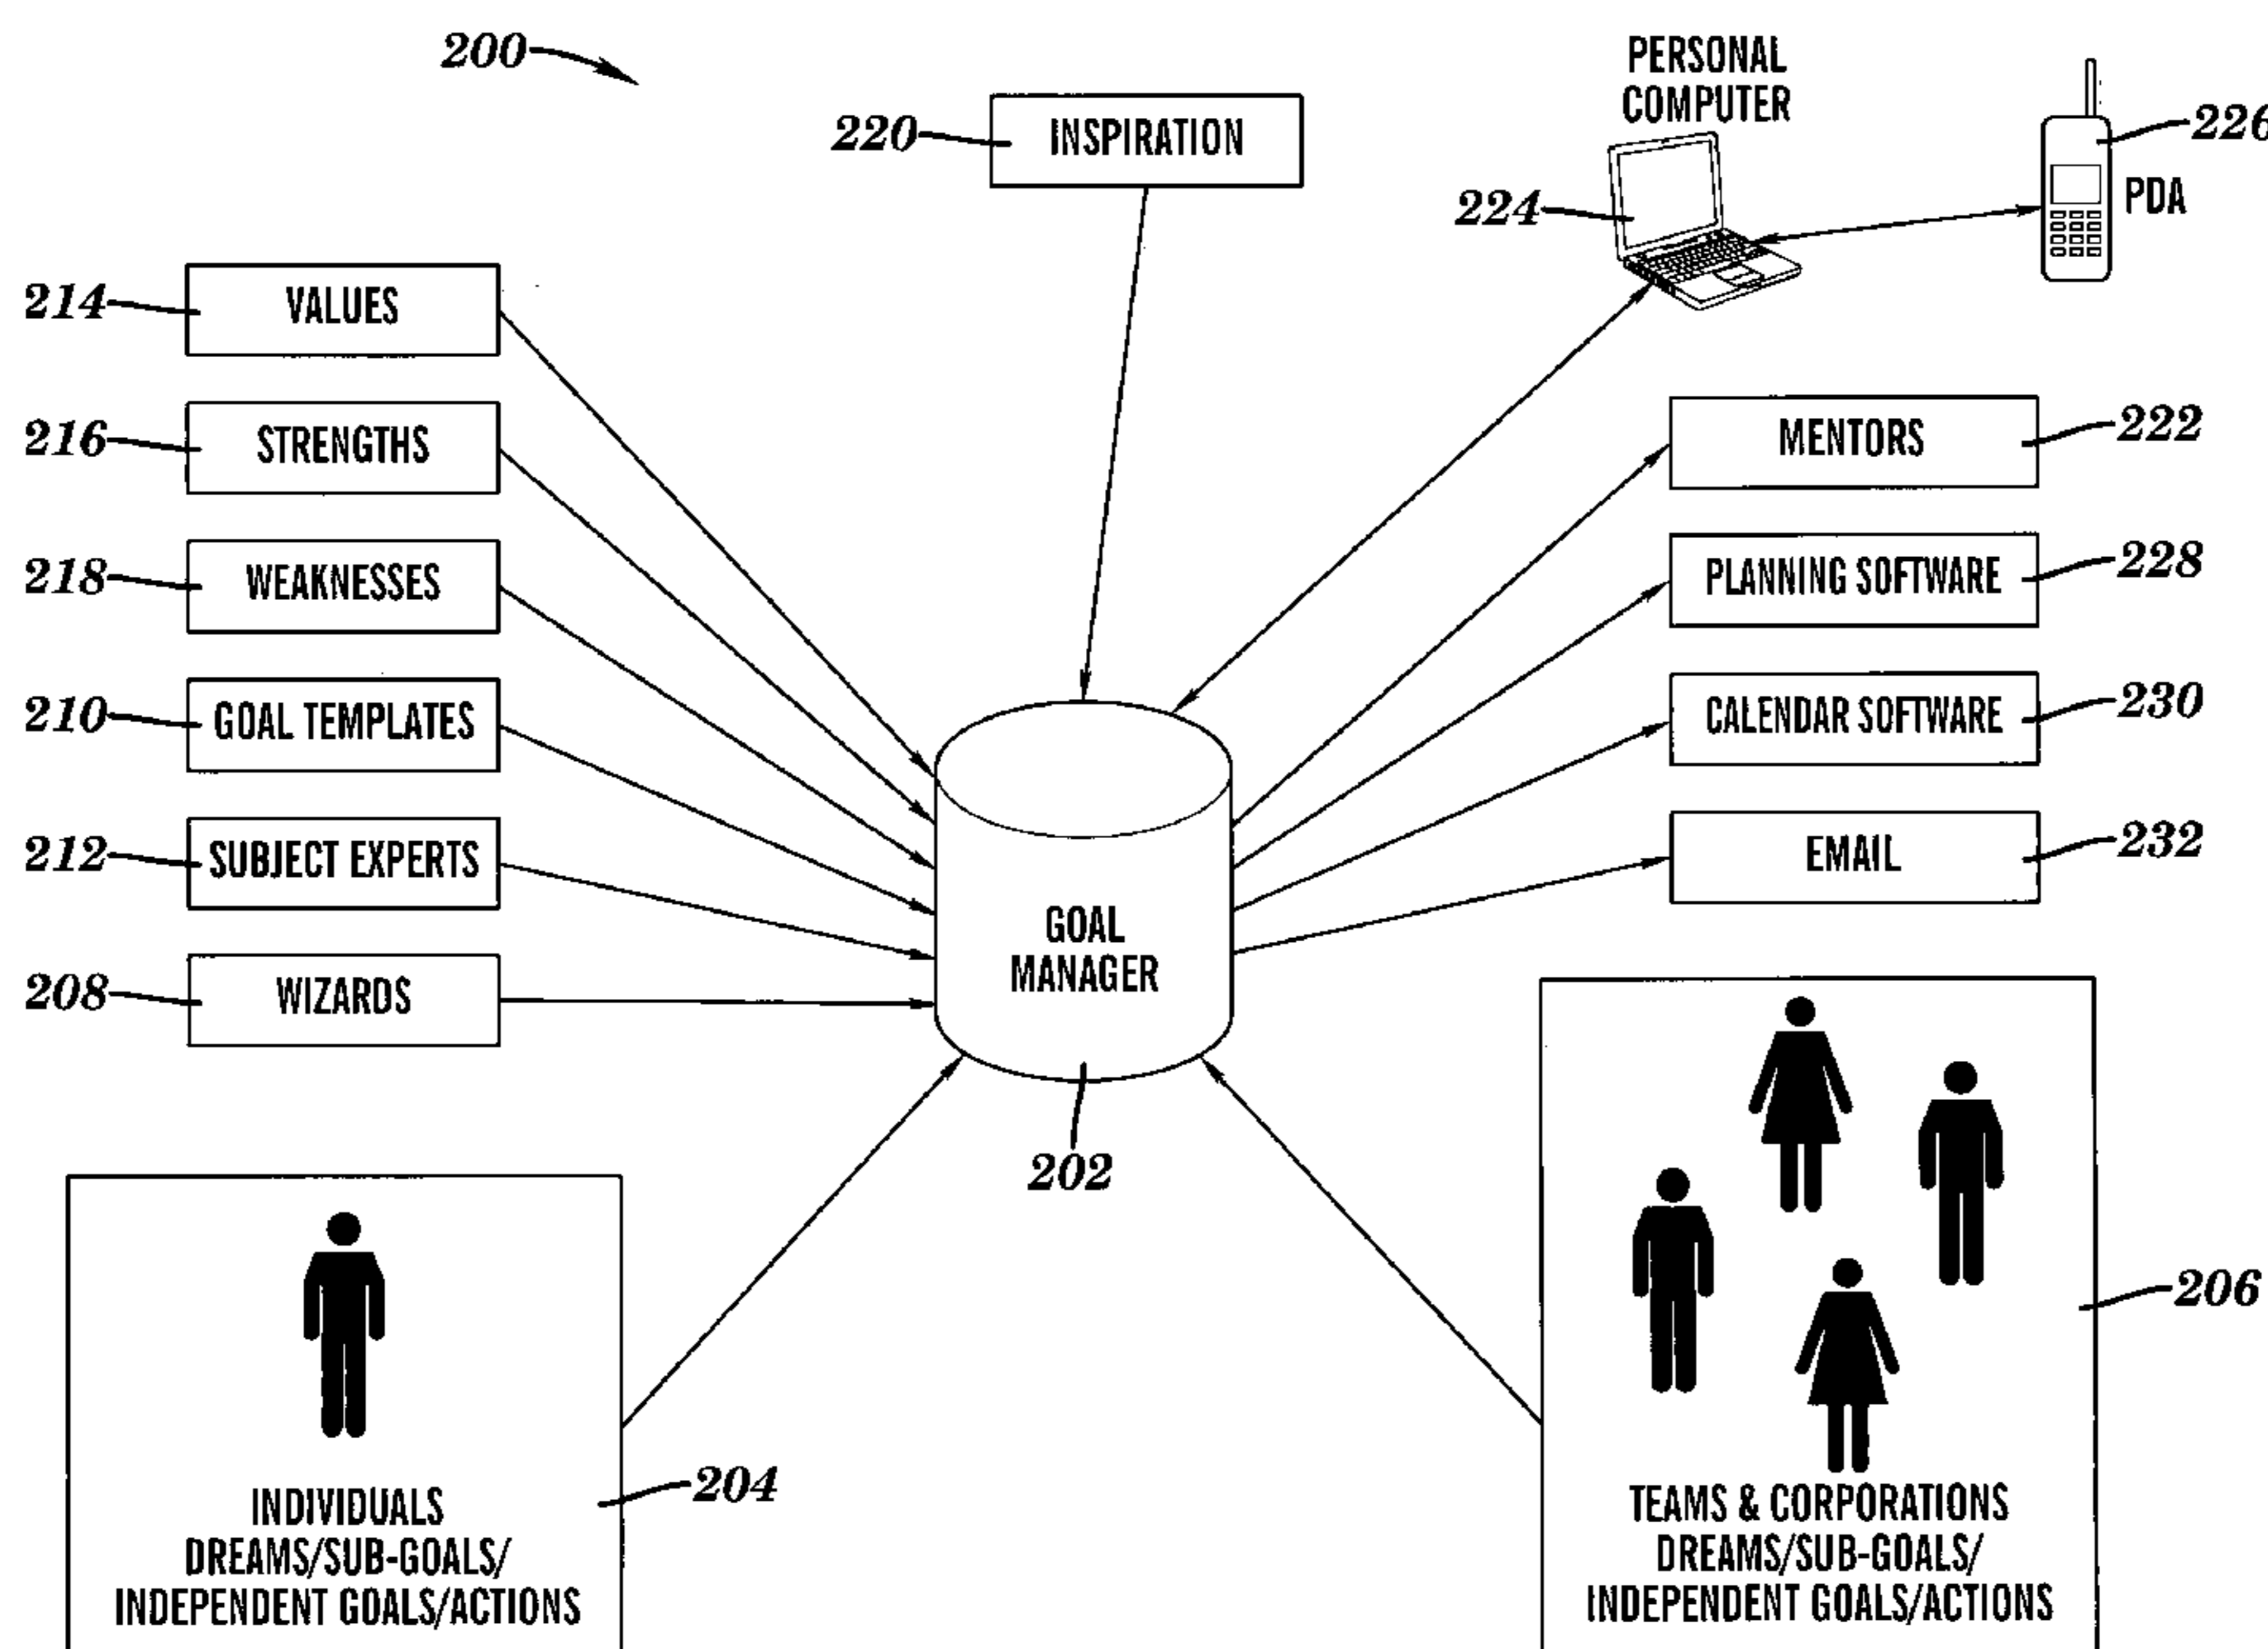 200
220
INSPIRATION
PERSONAL
COMPUTER
224
226
PDA
214
VALUES
216
STRENGTHS
218
WEAKNESSES
210
GOAL TEMPLATES
212
SUBJECT EXPERTS
208
WIZARDS
GOAL
MANAGER
202
MENTORS
222
PLANNING SOFTWARE
228
CALENDAR SOFTWARE
230
EMAIL
232
204
INDIVIDUALS
DREAMS/SUB-GOALS/
INDEPENDENT GOALS/ACTIONS
206
TEAMS & CORPORATIONS
DREAMS/SUB-GOALS/
INDEPENDENT GOALS/ACTIONS